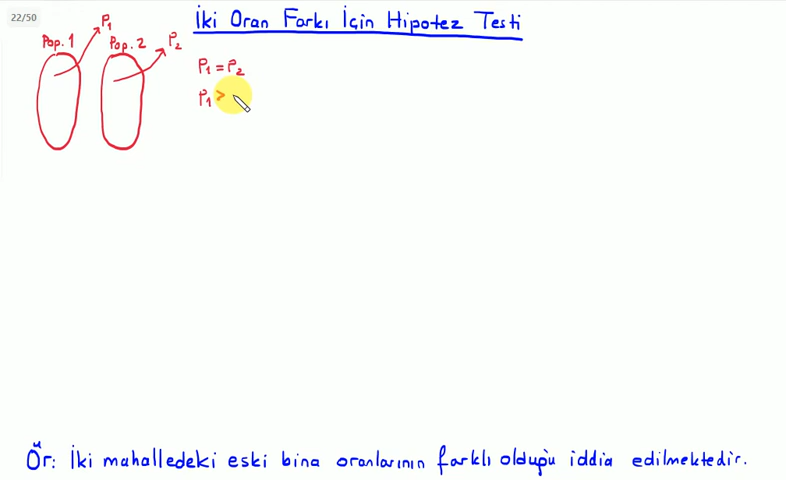 22/50
İki Oran Farkı İçin Hipotez Testi
Pop. 1
P₁
Pop. 2
P₂
P₁ = P₂
P₁ >
Ör: İki mahalledeki eski bina oranlarının farklı olduğu iddia edilmektedir.